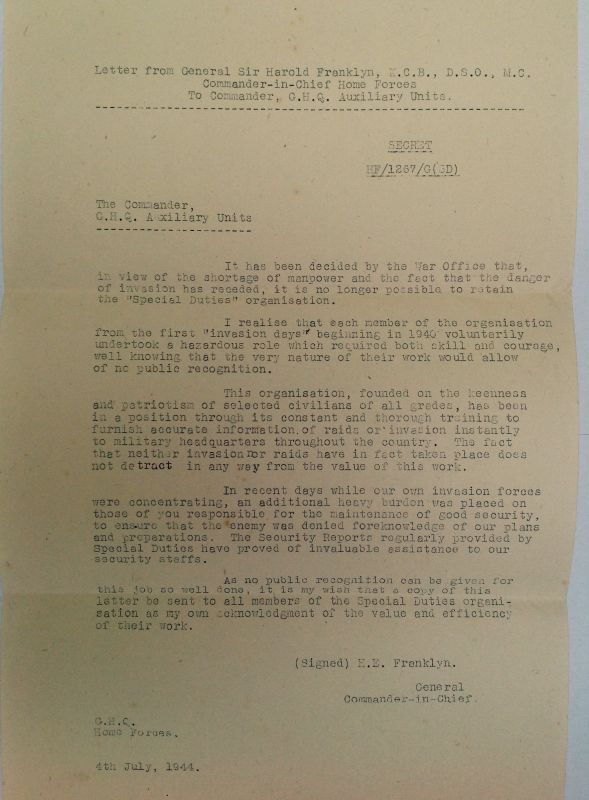 Letter from General Sir Harold Franklyn, K.C.B., D.S.O., M.C.
Commander-in-Chief Home Forces
To Commander, G.H.Q. Auxiliary Units.
SECRET
HF/1267/G(SD)
The Commander,
G.H.Q. Auxiliary Units
It has been decided by the War Office that,
in view of the shortage of manpower and the fact that the danger
of invasion has receded, it is no longer possible to retain
the "Special Duties" organisation.
I realise that each member of the organisation
from the first "invasion days" beginning in 1940 voluntarily
undertook a hazardous role which required both skill and courage,
well knowing that the very nature of their work would allow
of no public recognition.
This organisation, founded on the keenness
and patriotism of selected civilians of all grades, has been
in a position through its constant and thorough training to
furnish accurate information of raids or invasion instantly
to military headquarters throughout the country. The fact
that neither invasion nor raids have in fact taken place does
not detract in any way from the value of this work.
In recent days while our own invasion forces
were concentrating, an additional heavy burdon was placed on
those of you responsible for the maintenance of good security,
to ensure that the enemy was denied foreknowledge of our plans
and preparations. The Security Reports regularly provided by
Special Duties have proved of invaluable assistance to our
security staffs.
As no public recognition can be given for
this job so well done, it is my wish that a copy of this
letter be sent to all members of the Special Duties organi-
sation as my own acknowledgment of the value and efficiency
of their work.
(Signed) H.E. Franklyn.
General
Commander-in-Chief.
G.H.Q.
Home Forces.
4th July, 1944.